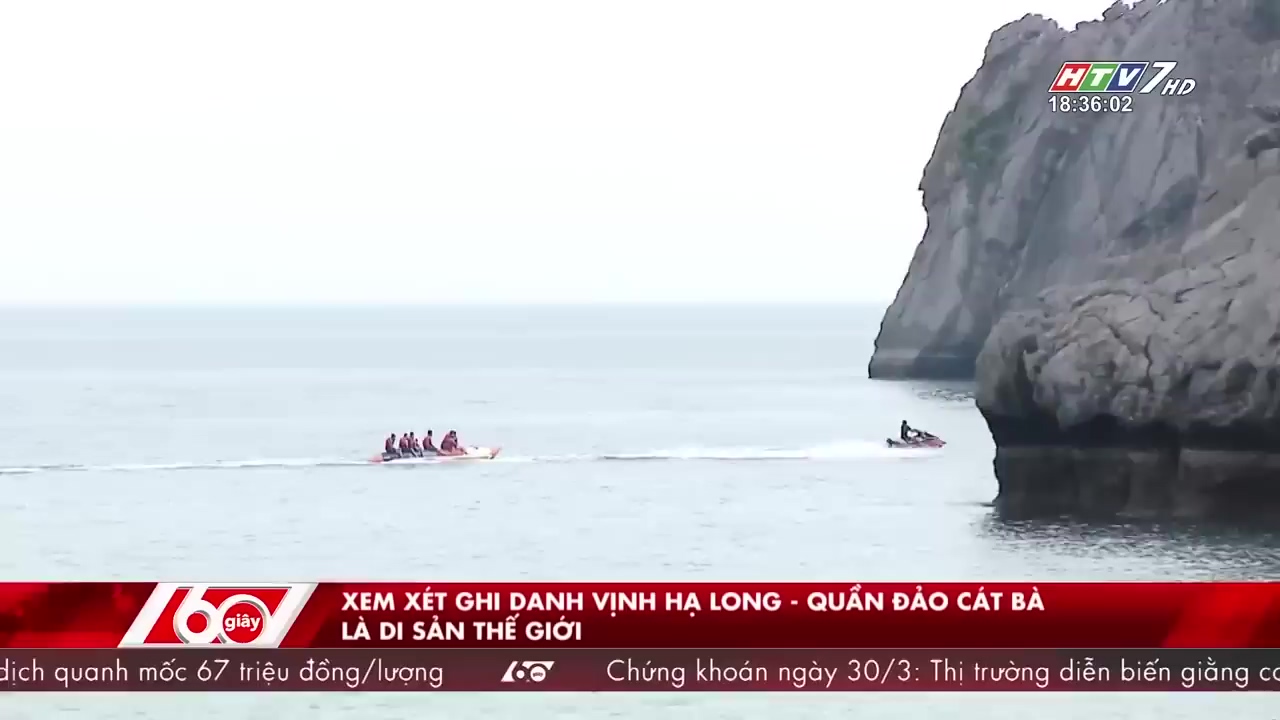 HTV7 HD
18:36:02
60 giây
XEM XÉT GHI DANH VỊNH HẠ LONG - QUẦN ĐẢO CÁT BÀ
LÀ DI SẢN THẾ GIỚI
dịch quanh mốc 67 triệu đồng/lượng 60 Chứng khoán ngày 30/3: Thị trường diễn biến giằng